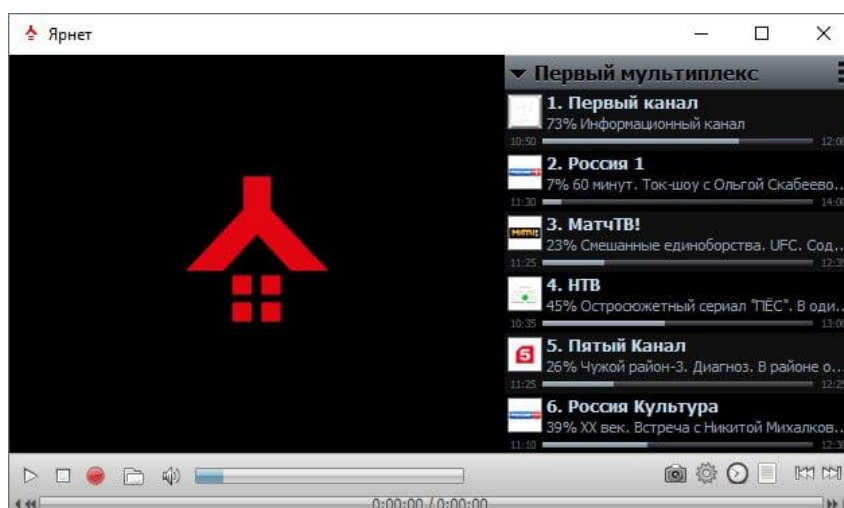 Ярнет
Первый мультиплекс
1. Первый канал
73% Информационный канал
10:50 12:00
2. Россия 1
7% 60 минут. Ток-шоу с Ольгой Скабеево...
11:30 14:00
3. МатчТВ!
23% Смешанные единоборства. UFC. Сод...
11:25 12:35
4. НТВ
45% Остросюжетный сериал "ПЁС". В оди...
10:35 13:00
5. Пятый Канал
26% Чужой район-3. Диагноз. В районе о...
11:25 12:25
6. Россия Культура
39% XX век. Встреча с Никитой Михалков...
11:10 12:30
0:00:00 / 0:00:00